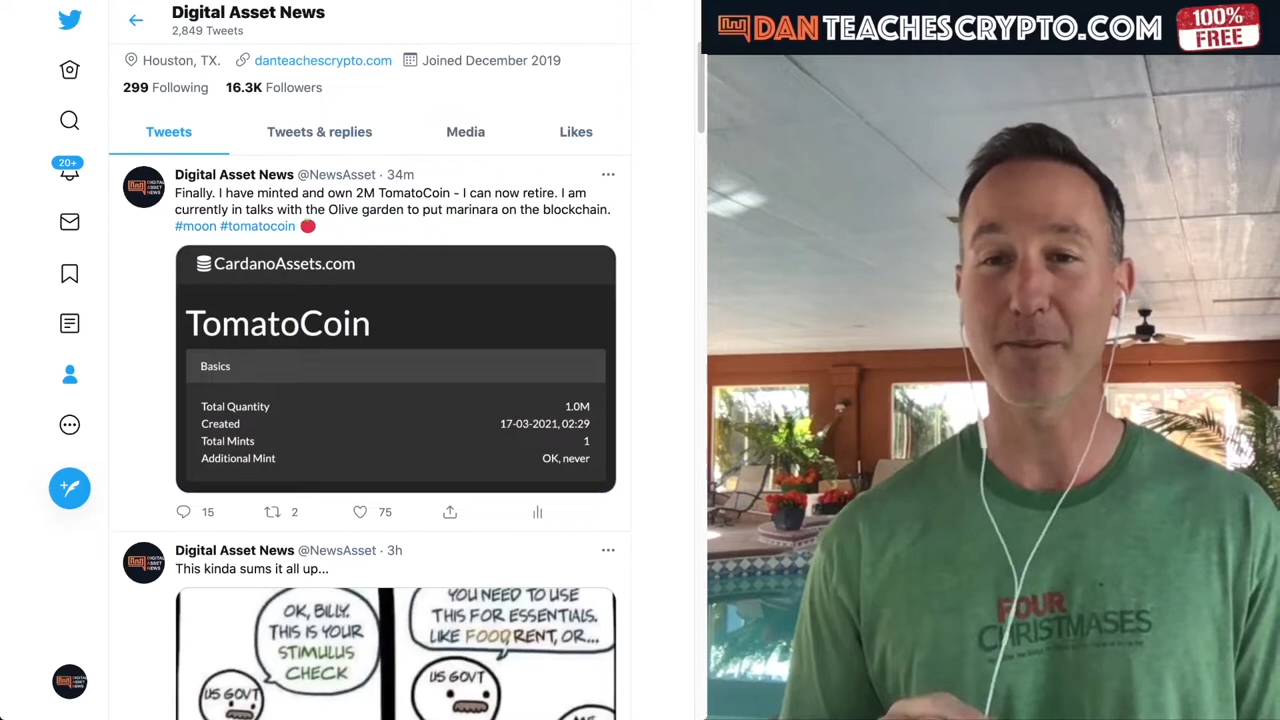 Digital Asset News
2,849 Tweets
Houston, TX. danteachescrypto.com Joined December 2019
299 Following 16.3K Followers
Tweets Tweets & replies Media Likes
20+
Digital Asset News @NewsAsset · 34m
Finally. I have minted and own 2M TomatoCoin - I can now retire. I am
currently in talks with the Olive garden to put marinara on the blockchain.
#moon #tomatocoin
CardanoAssets.com
TomatoCoin
Basics
Total Quantity 1.0M
Created 17-03-2021, 02:29
Total Mints 1
Additional Mint OK, never
15 2 75
Digital Asset News @NewsAsset · 3h
This kinda sums it all up...
OK, BILLY.
THIS IS YOUR
STIMULUS
CHECK
US GOVT
YOU NEED TO USE
THIS FOR ESSENTIALS.
LIKE FOOD, RENT, OR...
US GOVT
DANTEACHESCRYPTO.COM
100%
FREE
FOUR
CHRISTMASES